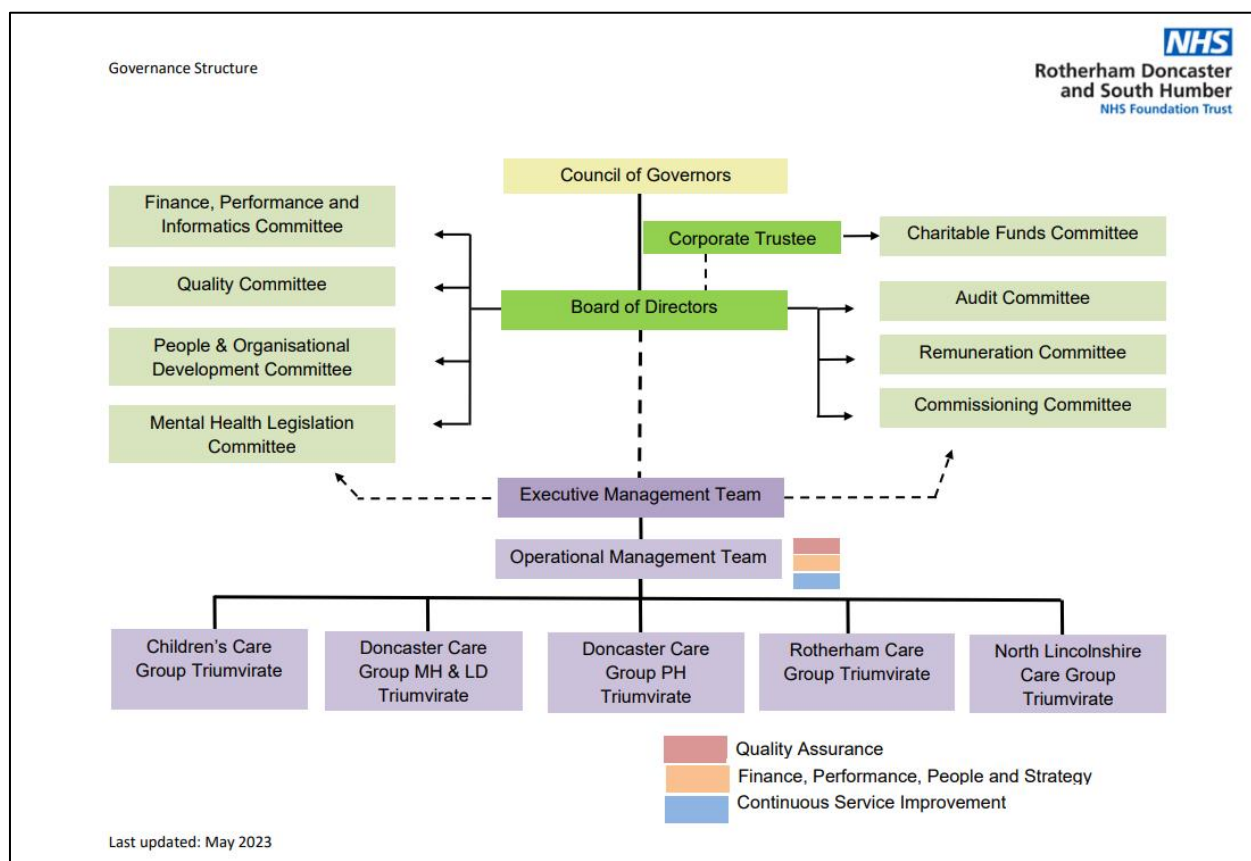 Governance Structure
NHS
Rotherham Doncaster
and South Humber
NHS Foundation Trust
Council of Governors
Finance, Performance and
Informatics Committee
Corporate Trustee
Charitable Funds Committee
Quality Committee
Board of Directors
Audit Committee
People & Organisational
Development Committee
Remuneration Committee
Mental Health Legislation
Committee
Commissioning Committee
Executive Management Team
Operational Management Team
Children's Care
Group Triumvirate
Doncaster Care
Group MH & LD
Triumvirate
Doncaster Care
Group PH
Triumvirate
Rotherham Care
Group Triumvirate
North Lincolnshire
Care Group
Triumvirate
Quality Assurance
Finance, Performance, People and Strategy
Continuous Service Improvement
Last updated: May 2023